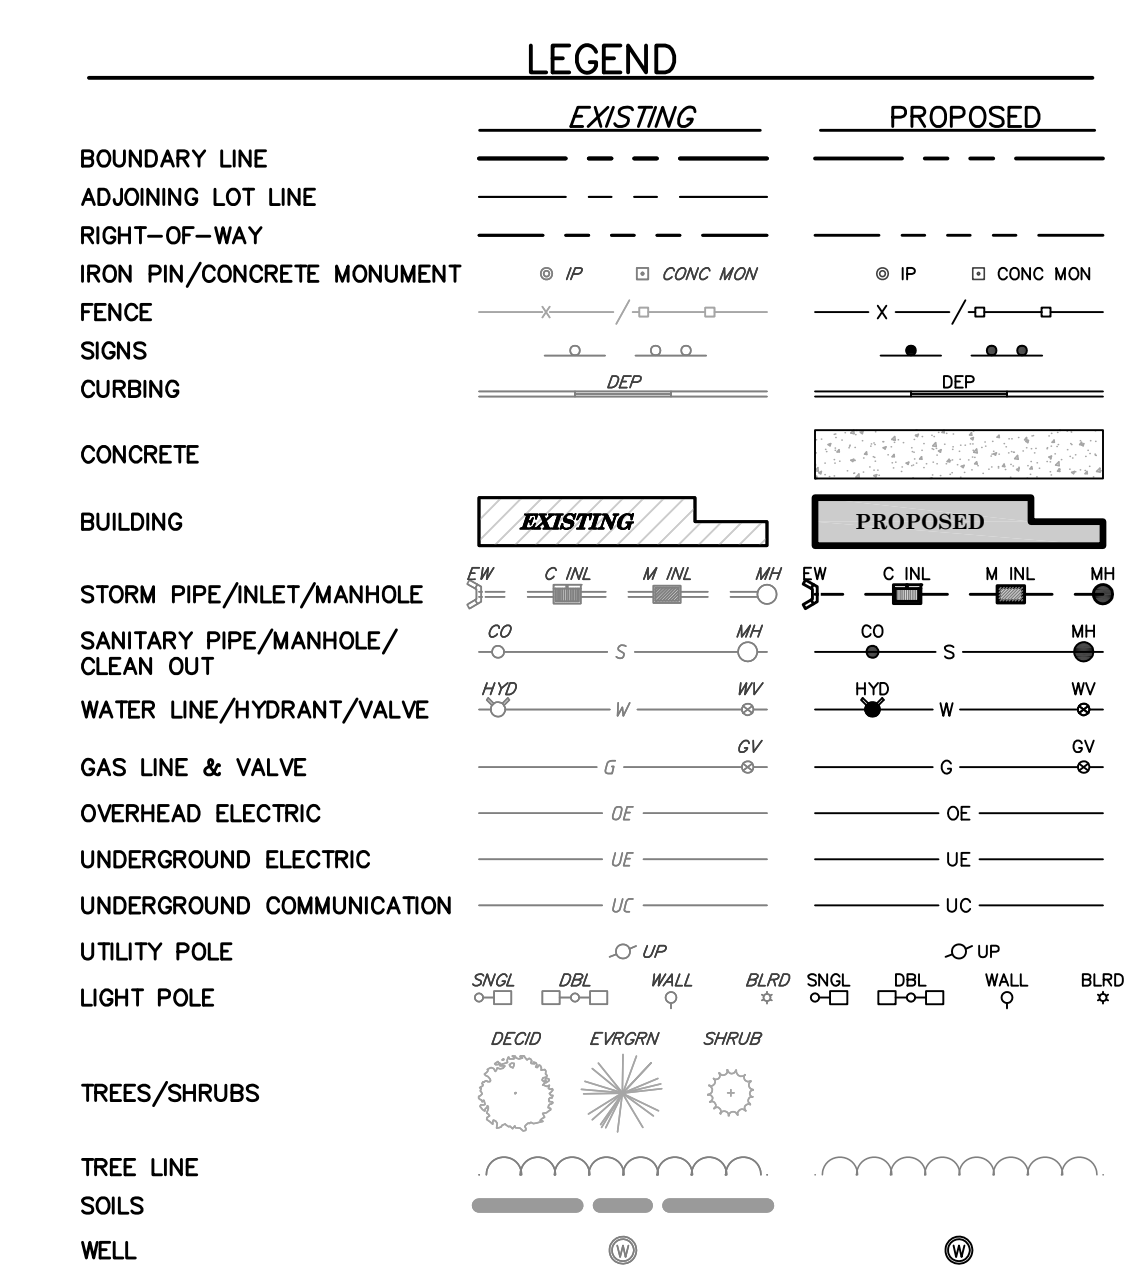 LEGEND
EXISTING PROPOSED
BOUNDARY LINE
ADJOINING LOT LINE
RIGHT-OF-WAY
IRON PIN/CONCRETE MONUMENT IP CONC MON IP CONC MON
FENCE X X
SIGNS
CURBING DEP DEP
CONCRETE
BUILDING EXISTING PROPOSED
EW C INL M INL MH EW C INL M INL MH
STORM PIPE/INLET/MANHOLE
CO MH CO MH
SANITARY PIPE/MANHOLE/ S S
CLEAN OUT
HYD WV HYD WV
WATER LINE/HYDRANT/VALVE W W
GV GV
GAS LINE & VALVE G G
OVERHEAD ELECTRIC OE OE
UNDERGROUND ELECTRIC UE UE
UNDERGROUND COMMUNICATION UC UC
UTILITY POLE UP UP
SNGL DBL WALL BLRD SNGL DBL WALL BLRD
LIGHT POLE
DECID EVRGRN SHRUB
TREES/SHRUBS
TREE LINE
SOILS
WELL W W